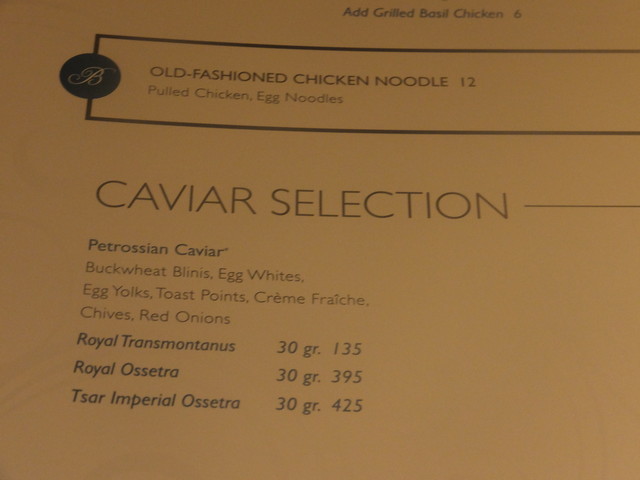 Add Grilled Basil Chicken 6
B
OLD-FASHIONED CHICKEN NOODLE 12
Pulled Chicken, Egg Noodles
CAVIAR SELECTION
Petrossian Caviar*
Buckwheat Blinis, Egg Whites,
Egg Yolks, Toast Points, Crème Fraîche,
Chives, Red Onions
Royal Transmontanus 30 gr. 135
Royal Ossetra 30 gr. 395
Tsar Imperial Ossetra 30 gr. 425